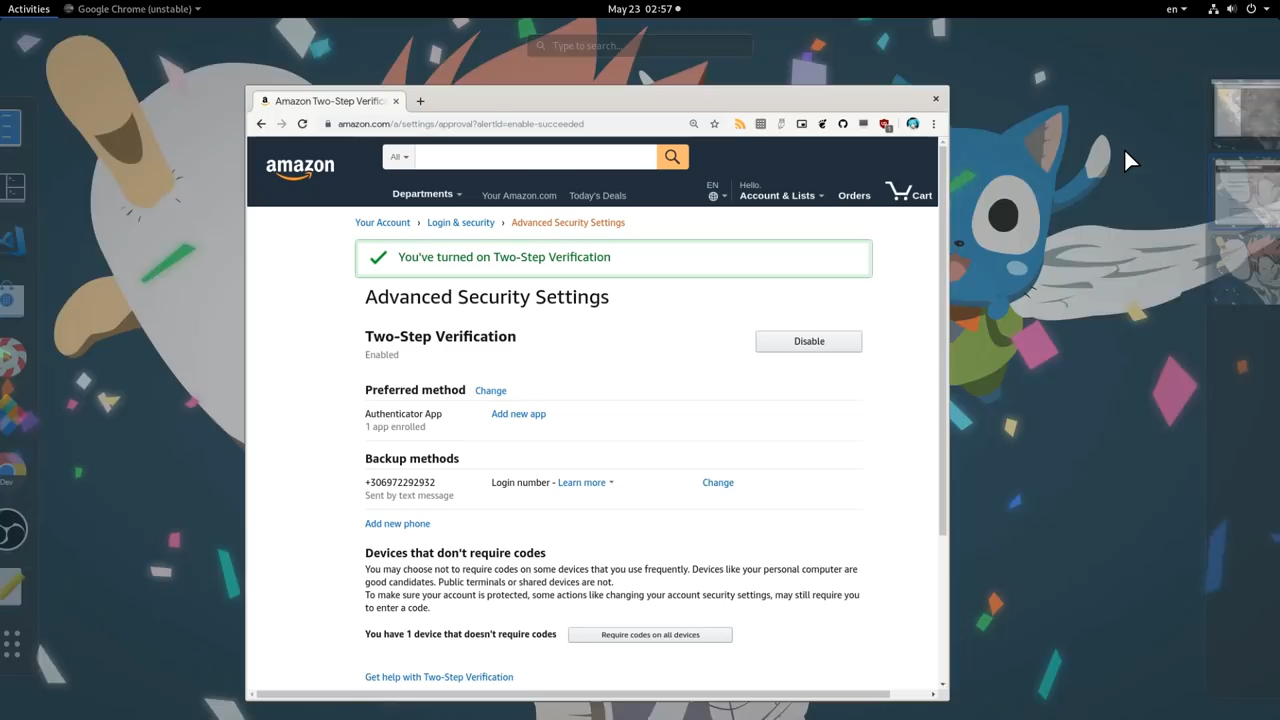 Activities
Google Chrome (unstable)
May 23 02:57
en
Type to search...
Amazon Two-Step Verific
amazon.com/a/settings/approval?alertId=enable-succeeded
1
amazon
All
Departments
Your Amazon.com
Today's Deals
EN
Hello.
Account & Lists
Orders
Cart
Your Account › Login & security › Advanced Security Settings
You've turned on Two-Step Verification
Advanced Security Settings
Two-Step Verification
Disable
Enabled
Preferred method Change
Authenticator App Add new app
1 app enrolled
Backup methods
+306972292932 Login number - Learn more Change
Sent by text message
Add new phone
Devices that don't require codes
You may choose not to require codes on some devices that you use frequently. Devices like your personal computer are
good candidates. Public terminals or shared devices are not.
To make sure your account is protected, some actions like changing your account security settings, may still require you
to enter a code.
You have 1 device that doesn't require codes Require codes on all devices
Get help with Two-Step Verification
Dev